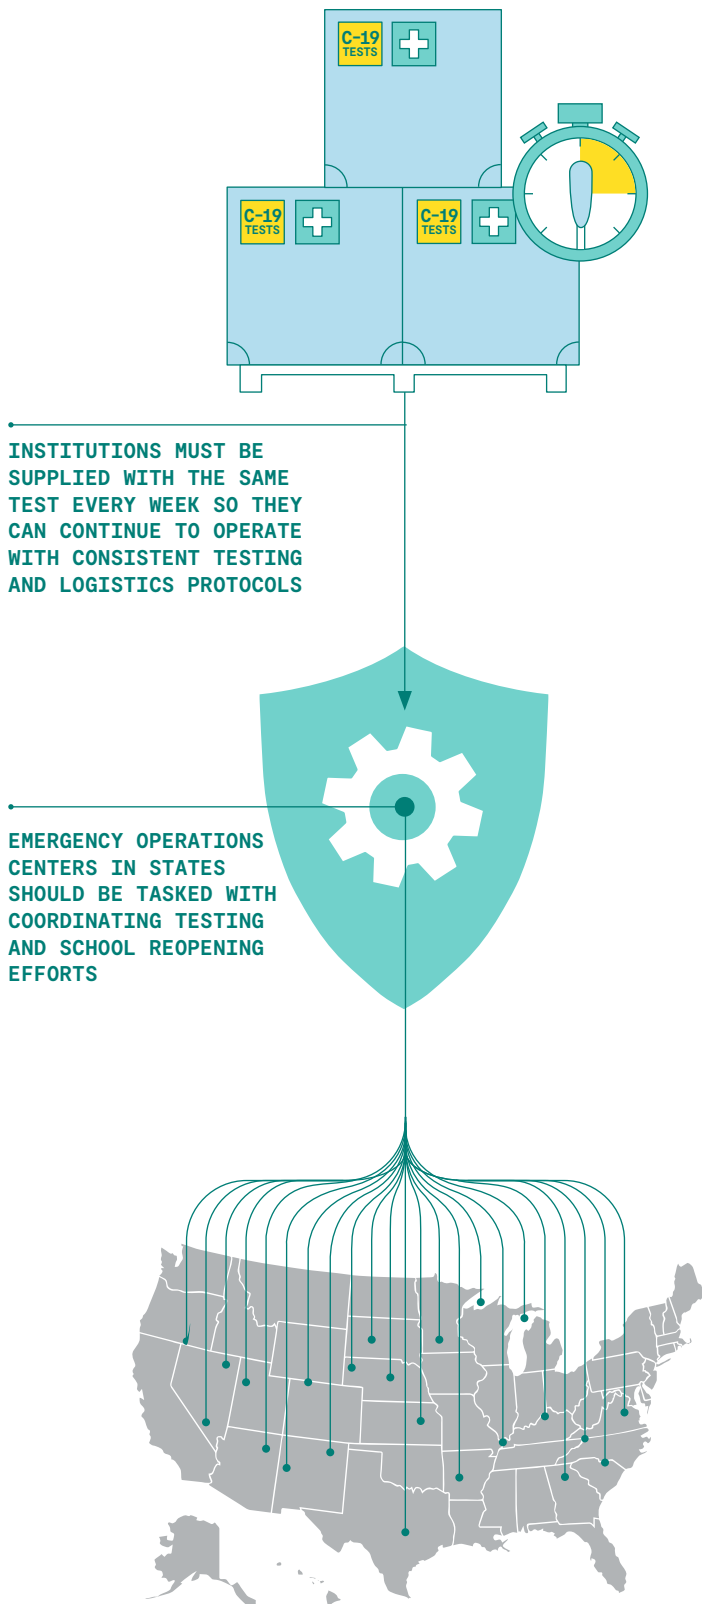 C-19
TESTS
C-19
TESTS
C-19
TESTS
INSTITUTIONS MUST BE
SUPPLIED WITH THE SAME
TEST EVERY WEEK SO THEY
CAN CONTINUE TO OPERATE
WITH CONSISTENT TESTING
AND LOGISTICS PROTOCOLS
EMERGENCY OPERATIONS
CENTERS IN STATES
SHOULD BE TASKED WITH
COORDINATING TESTING
AND SCHOOL REOPENING
EFFORTS